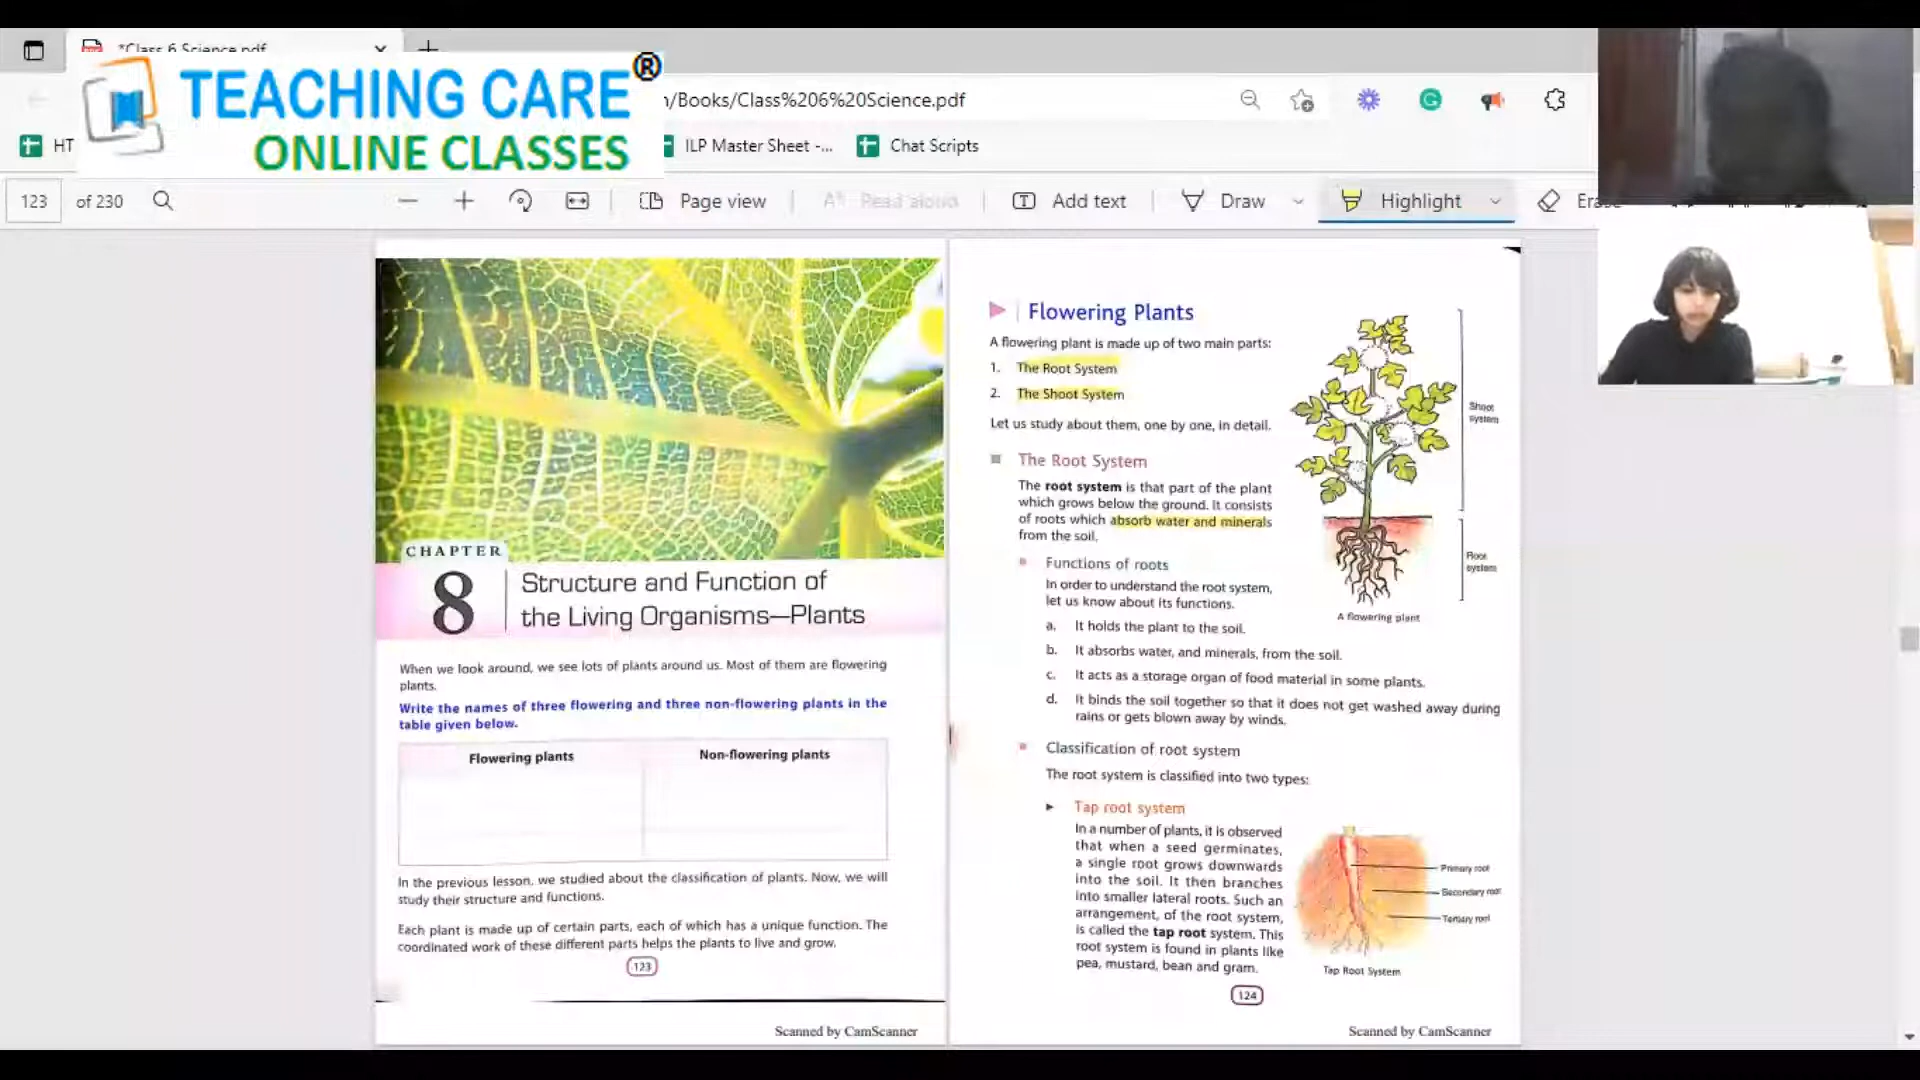 *Class 6 Science.pdf
TEACHING CARE®
ONLINE CLASSES
/Books/Class%206%20Science.pdf
HT
ILP Master Sheet -...
Chat Scripts
123 of 230
Page view
Read aloud
Add text
Draw
Highlight
CHAPTER
8
Structure and Function of
the Living Organisms—Plants
When we look around, we see lots of plants around us. Most of them are flowering
plants.
Write the names of three flowering and three non-flowering plants in the
table given below.
Flowering plants
Non-flowering plants
In the previous lesson, we studied about the classification of plants. Now, we will
study their structure and functions.
Each plant is made up of certain parts, each of which has a unique function. The
coordinated work of these different parts helps the plants to live and grow.
123
Scanned by CamScanner
Flowering Plants
A flowering plant is made up of two main parts:
1. The Root System
2. The Shoot System
Let us study about them, one by one, in detail.
The Root System
The root system is that part of the plant
which grows below the ground. It consists
of roots which absorb water and minerals
from the soil.
Shoot
system
Root
system
A flowering plant
Functions of roots
In order to understand the root system,
let us know about its functions.
a. It holds the plant to the soil.
b. It absorbs water, and minerals, from the soil.
c. It acts as a storage organ of food material in some plants.
d. It binds the soil together so that it does not get washed away during
rains or gets blown away by winds.
Classification of root system
The root system is classified into two types:
Tap root system
In a number of plants, it is observed
that when a seed germinates,
a single root grows downwards
into the soil. It then branches
into smaller lateral roots. Such an
arrangement, of the root system,
is called the tap root system. This
root system is found in plants like
pea, mustard, bean and gram.
Primary root
Secondary root
Tertiary root
Tap Root System
124
Scanned by CamScanner